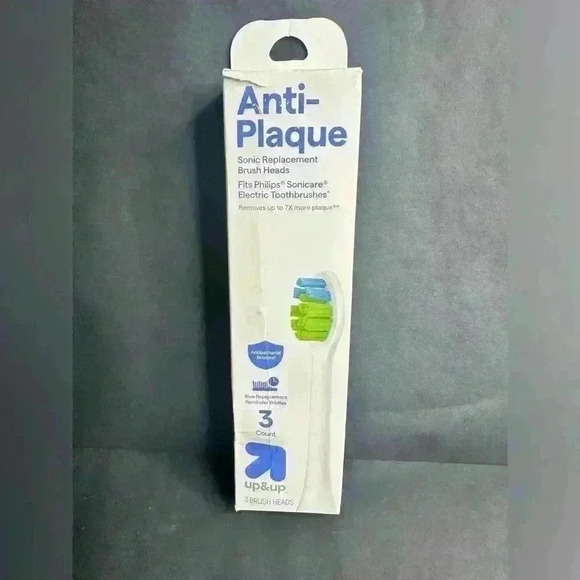 Anti-
Plaque
Sonic Replacement
Brush Heads
Fits Philips® Sonicare®
Electric Toothbrushes*
Removes up to 7X more plaque**
Antibacterial
Bristles†
Blue Replacement
Reminder Bristles
3
Count
up&up
3 BRUSH HEADS